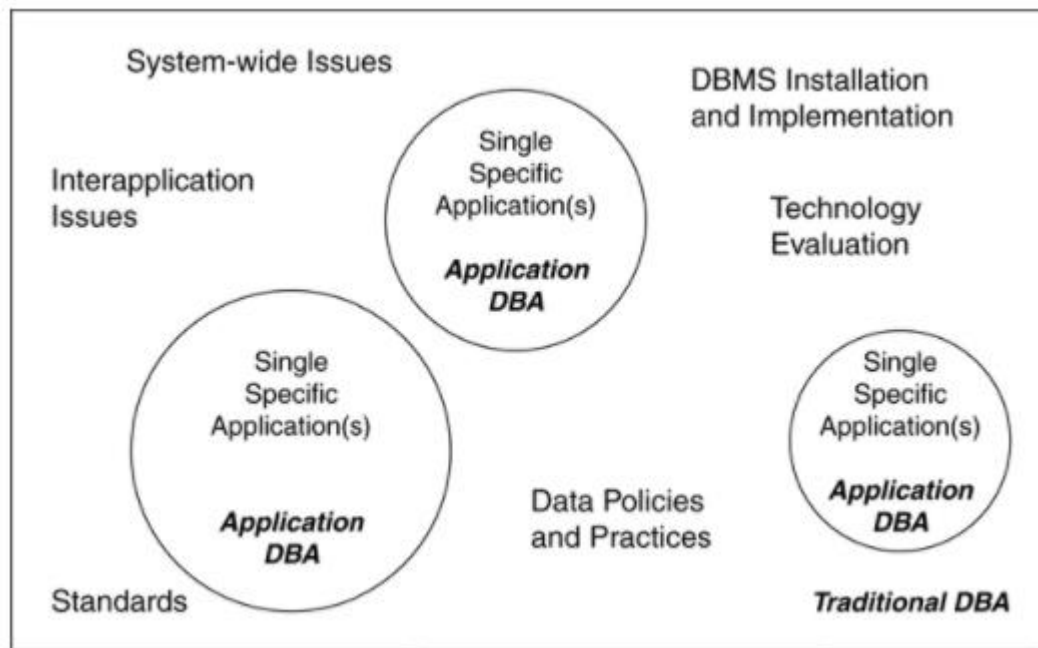 System-wide Issues
DBMS Installation
and Implementation
Single
Specific
Application(s)
Application
DBA
Interapplication
Issues
Technology
Evaluation
Single
Specific
Application(s)
Application
DBA
Single
Specific
Application(s)
Application
DBA
Data Policies
and Practices
Standards
Traditional DBA